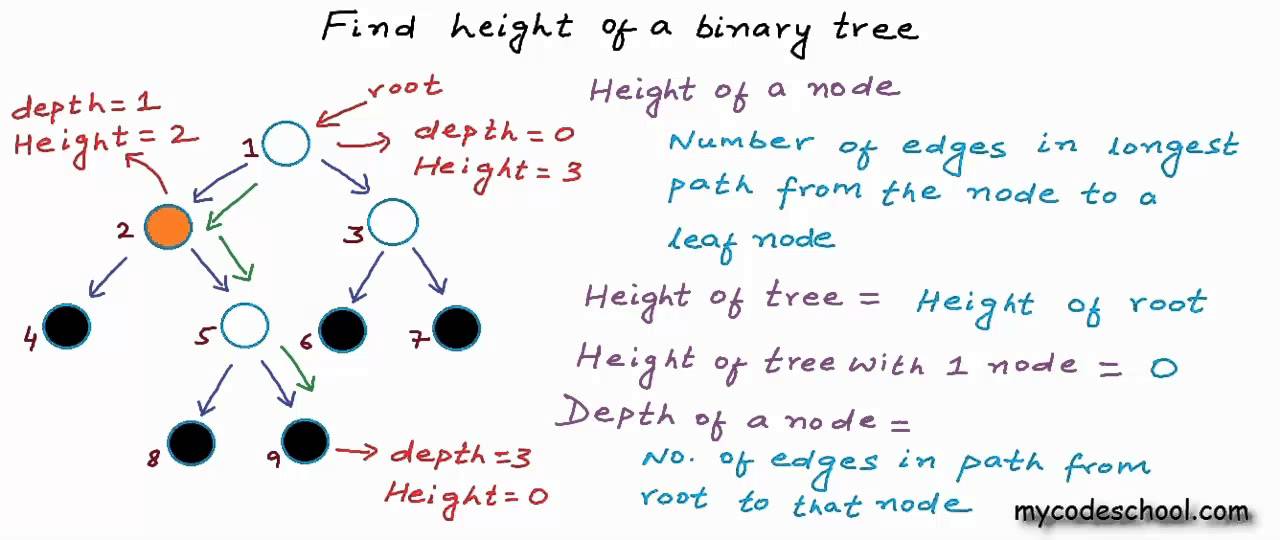 Find height of a binary tree
root
depth = 1
Height = 2
1
depth = 0
Height = 3
2
3
4
5
6
7
8
9
depth = 3
Height = 0
Height of a node
Number of edges in longest
path from the node to a
leaf node
Height of tree = Height of root
Height of tree with 1 node = 0
Depth of a node =
No. of edges in path from
root to that node
mycodeschool.com